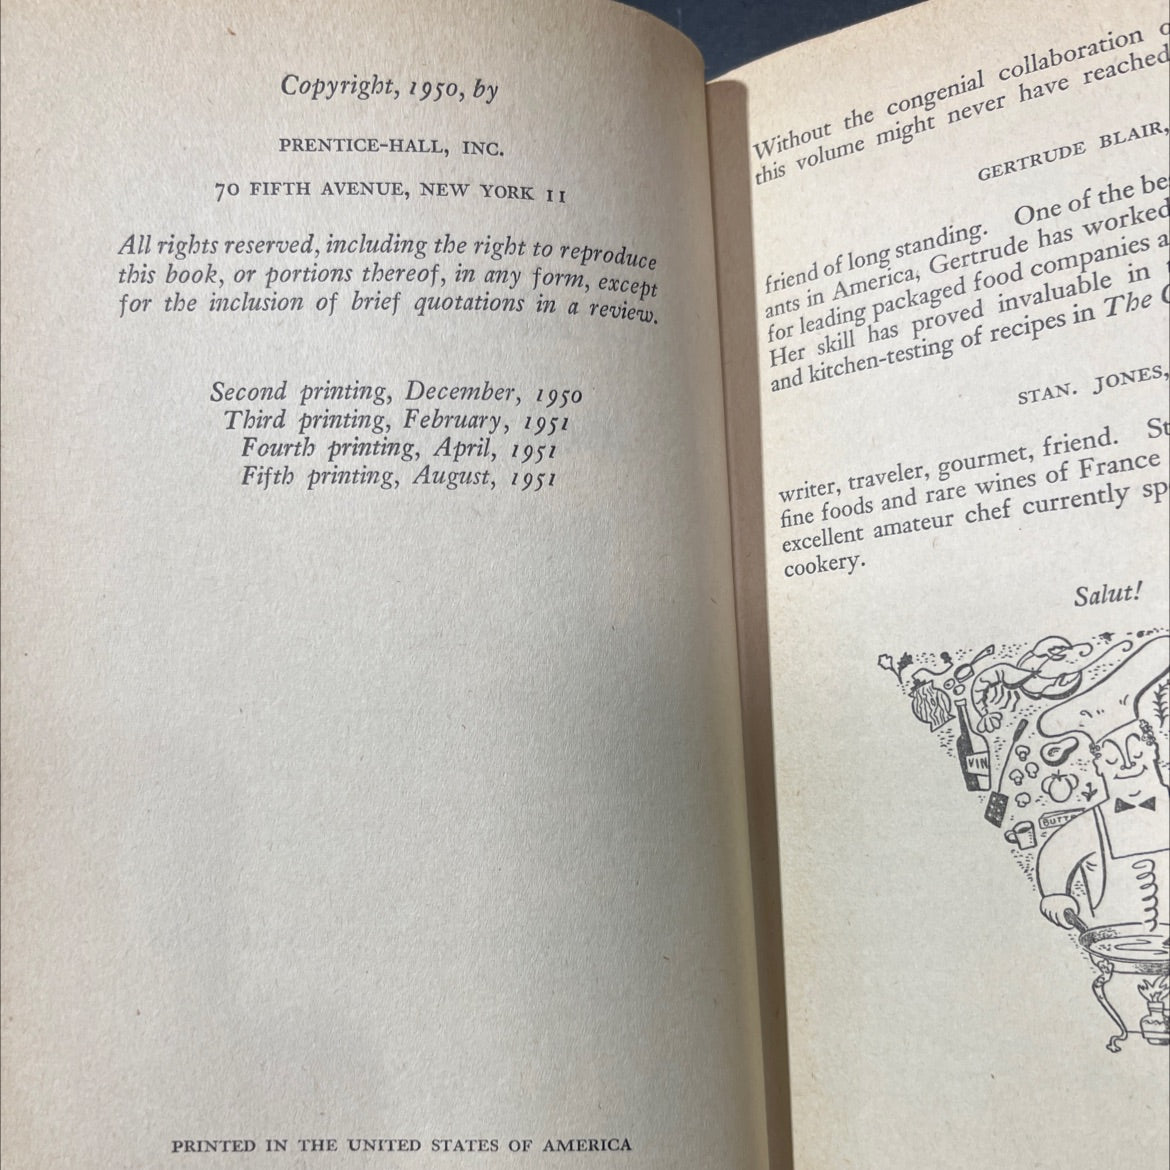 Copyright, 1950, by
PRENTICE-HALL, INC.
70 FIFTH AVENUE, NEW YORK 11
All rights reserved, including the right to reproduce
this book, or portions thereof, in any form, except
for the inclusion of brief quotations in a review.
Second printing, December, 1950
Third printing, February, 1951
Fourth printing, April, 1951
Fifth printing, August, 1951
PRINTED IN THE UNITED STATES OF AMERICA
Without the congenial collaboration
this volume might never have reached
GERTRUDE BLAIR,
friend of long standing. One of the
ants in America, Gertrude has worked
for leading packaged food companies
Her skill has proved invaluable in
and kitchen-testing of recipes in The
STAN. JONES,
writer, traveler, gourmet, friend.
fine foods and rare wines of France
excellent amateur chef currently
cookery.
Salut!
VIN